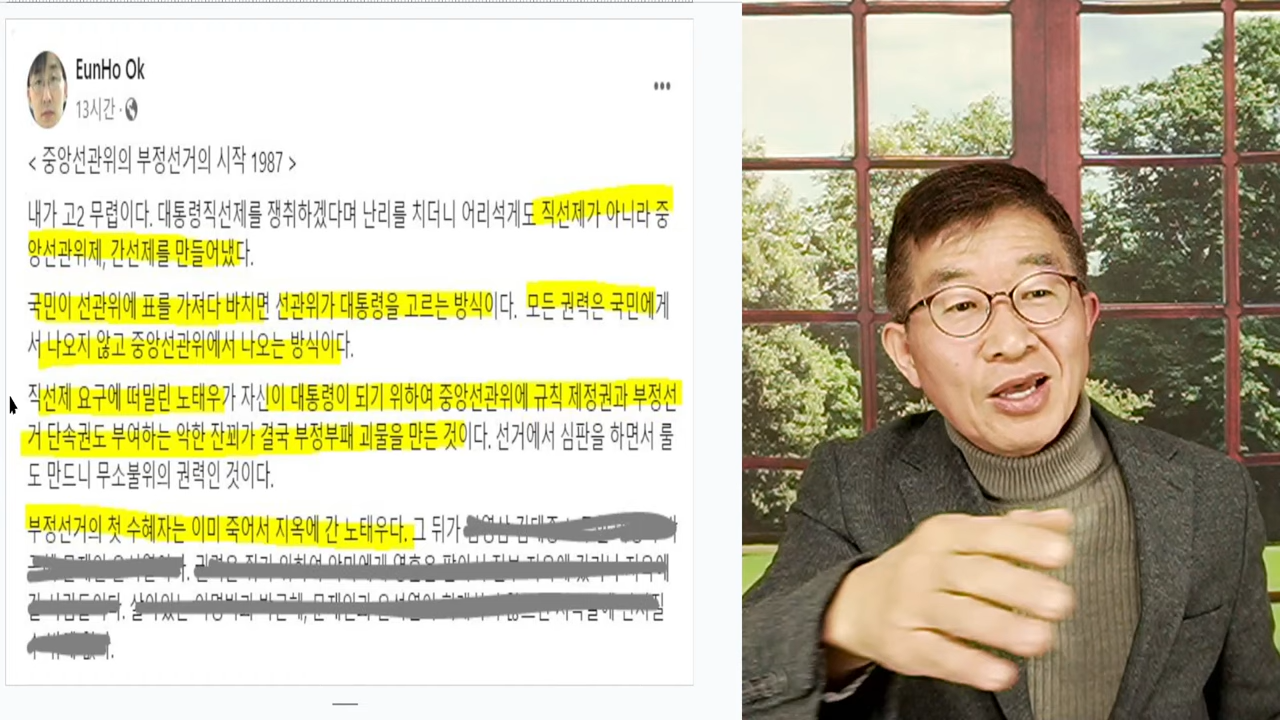 EunHo Ok
13시간 ·
< 중앙선관위의 부정선거의 시작 1987 >
내가 고2 무렵이다. 대통령직선제를 쟁취하겠다며 난리를 치더니 어리석게도 직선제가 아니라 중
앙선관위제, 간선제를 만들어냈다.
국민이 선관위에 표를 가져다 바치면 선관위가 대통령을 고르는 방식이다. 모든 권력은 국민에게
서 나오지 않고 중앙선관위에서 나오는 방식이다.
직선제 요구에 떠밀린 노태우가 자신이 대통령이 되기 위하여 중앙선관위에 규칙 제정권과 부정선
거 단속권도 부여하는 악한 잔꾀가 결국 부정부패 괴물을 만든 것이다. 선거에서 심판을 하면서 룰
도 만드니 무소불위의 권력인 것이다.
부정선거의 첫 수혜자는 이미 죽어서 지옥에 간 노태우다. 그 뒤가